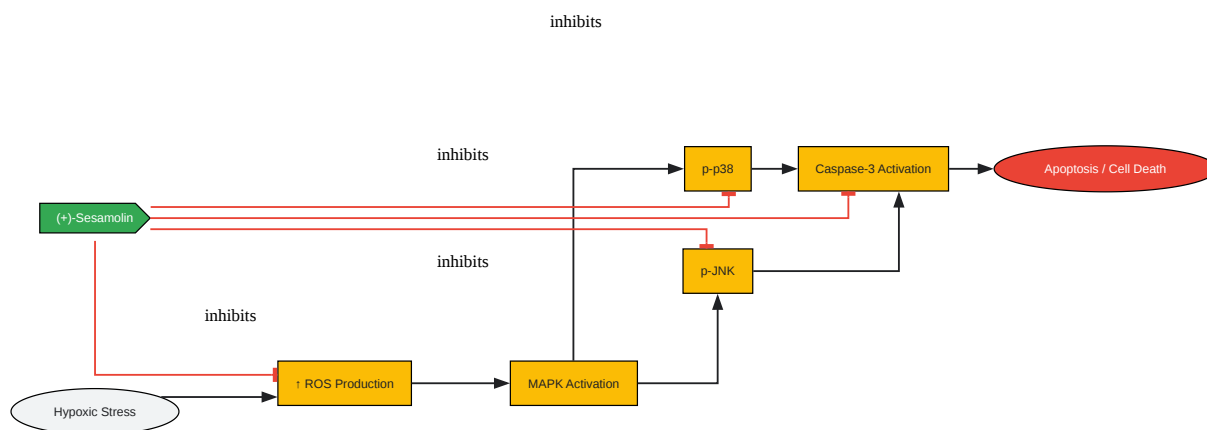 inhibits
inhibits
p-p38
Caspase-3 Activation
Apoptosis / Cell Death
(+)-Sesamolin
inhibits
p-JNK
inhibits
↑ ROS Production
MAPK Activation
Hypoxic Stress